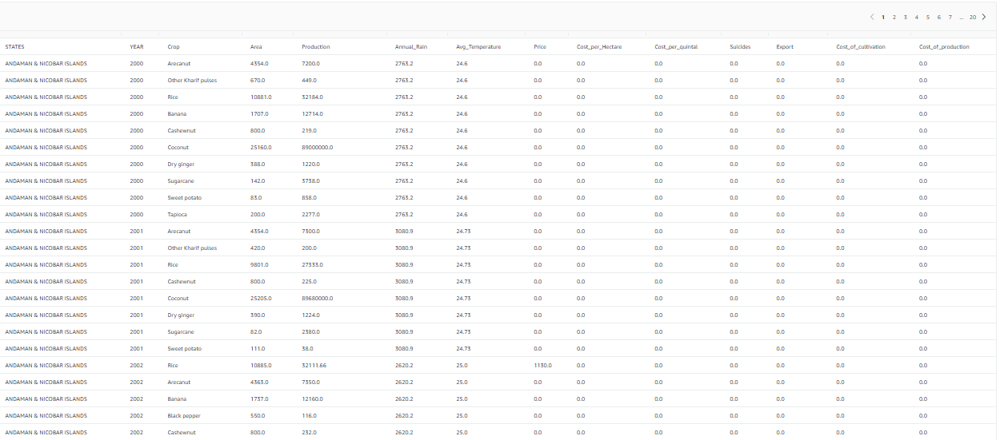 1 2 3 4 5 6 7 ... 20
STATES YEAR Crop Area Production Annual_Rain Avg_Temperature Price Cost_per_Hectare Cost_per_quintal Suicides Export Cost_of_cultivation Cost_of_production
ANDAMAN & NICOBAR ISLANDS 2000 Arecanut 4354.0 7200.0 2763.2 24.6 0.0 0.0 0.0 0.0 0.0 0.0 0.0
ANDAMAN & NICOBAR ISLANDS 2000 Other Kharif pulses 670.0 449.0 2763.2 24.6 0.0 0.0 0.0 0.0 0.0 0.0 0.0
ANDAMAN & NICOBAR ISLANDS 2000 Rice 10881.0 32184.0 2763.2 24.6 0.0 0.0 0.0 0.0 0.0 0.0 0.0
ANDAMAN & NICOBAR ISLANDS 2000 Banana 1707.0 12714.0 2763.2 24.6 0.0 0.0 0.0 0.0 0.0 0.0 0.0
ANDAMAN & NICOBAR ISLANDS 2000 Cashewnut 800.0 219.0 2763.2 24.6 0.0 0.0 0.0 0.0 0.0 0.0 0.0
ANDAMAN & NICOBAR ISLANDS 2000 Coconut 25160.0 89000000.0 2763.2 24.6 0.0 0.0 0.0 0.0 0.0 0.0 0.0
ANDAMAN & NICOBAR ISLANDS 2000 Dry ginger 388.0 1220.0 2763.2 24.6 0.0 0.0 0.0 0.0 0.0 0.0 0.0
ANDAMAN & NICOBAR ISLANDS 2000 Sugarcane 142.0 3738.0 2763.2 24.6 0.0 0.0 0.0 0.0 0.0 0.0 0.0
ANDAMAN & NICOBAR ISLANDS 2000 Sweet potato 83.0 858.0 2763.2 24.6 0.0 0.0 0.0 0.0 0.0 0.0 0.0
ANDAMAN & NICOBAR ISLANDS 2000 Tapioca 200.0 2277.0 2763.2 24.6 0.0 0.0 0.0 0.0 0.0 0.0 0.0
ANDAMAN & NICOBAR ISLANDS 2001 Arecanut 4354.0 7300.0 3080.9 24.73 0.0 0.0 0.0 0.0 0.0 0.0 0.0
ANDAMAN & NICOBAR ISLANDS 2001 Other Kharif pulses 420.0 200.0 3080.9 24.73 0.0 0.0 0.0 0.0 0.0 0.0 0.0
ANDAMAN & NICOBAR ISLANDS 2001 Rice 9801.0 27333.0 3080.9 24.73 0.0 0.0 0.0 0.0 0.0 0.0 0.0
ANDAMAN & NICOBAR ISLANDS 2001 Cashewnut 800.0 225.0 3080.9 24.73 0.0 0.0 0.0 0.0 0.0 0.0 0.0
ANDAMAN & NICOBAR ISLANDS 2001 Coconut 25205.0 89680000.0 3080.9 24.73 0.0 0.0 0.0 0.0 0.0 0.0 0.0
ANDAMAN & NICOBAR ISLANDS 2001 Dry ginger 390.0 1224.0 3080.9 24.73 0.0 0.0 0.0 0.0 0.0 0.0 0.0
ANDAMAN & NICOBAR ISLANDS 2001 Sugarcane 82.0 2380.0 3080.9 24.73 0.0 0.0 0.0 0.0 0.0 0.0 0.0
ANDAMAN & NICOBAR ISLANDS 2001 Sweet potato 111.0 38.0 3080.9 24.73 0.0 0.0 0.0 0.0 0.0 0.0 0.0
ANDAMAN & NICOBAR ISLANDS 2002 Rice 10885.0 32111.66 2620.2 25.0 1130.0 0.0 0.0 0.0 0.0 0.0 0.0
ANDAMAN & NICOBAR ISLANDS 2002 Arecanut 4363.0 7350.0 2620.2 25.0 0.0 0.0 0.0 0.0 0.0 0.0 0.0
ANDAMAN & NICOBAR ISLANDS 2002 Banana 1737.0 12160.0 2620.2 25.0 0.0 0.0 0.0 0.0 0.0 0.0 0.0
ANDAMAN & NICOBAR ISLANDS 2002 Black pepper 550.0 116.0 2620.2 25.0 0.0 0.0 0.0 0.0 0.0 0.0 0.0
ANDAMAN & NICOBAR ISLANDS 2002 Cashewnut 800.0 232.0 2620.2 25.0 0.0 0.0 0.0 0.0 0.0 0.0 0.0